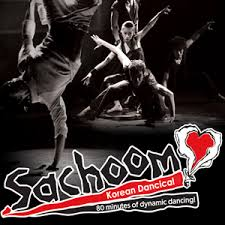 Sachoom
Korean Dancical
80 minutes of dynamic dancing!